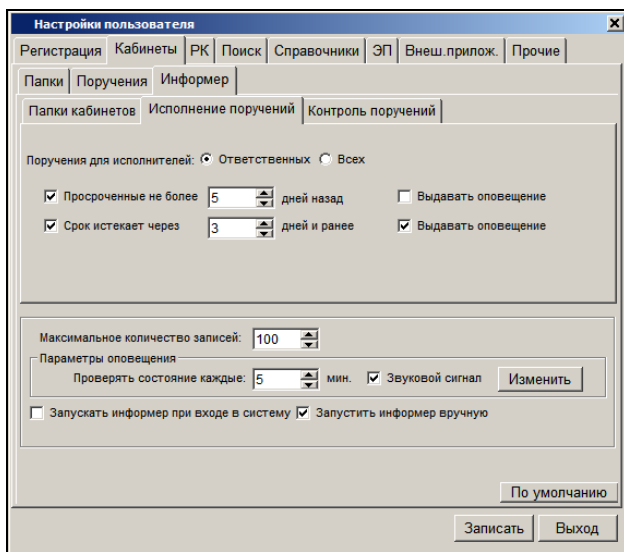 Настройки пользователя
Регистрация Кабинеты РК Поиск Справочники ЭП Внеш.прилож. Прочие
Папки Поручения Информер
Папки кабинетов Исполнение поручений Контроль поручений
Поручения для исполнителей: Ответственных Всех
Просроченные не более 5 дней назад Выдавать оповещение
Срок истекает через 3 дней и ранее Выдавать оповещение
Максимальное количество записей: 100
Параметры оповещения
Проверять состояние каждые: 5 мин. Звуковой сигнал Изменить
Запускать информер при входе в систему Запустить информер вручную
По умолчанию
Записать Выход